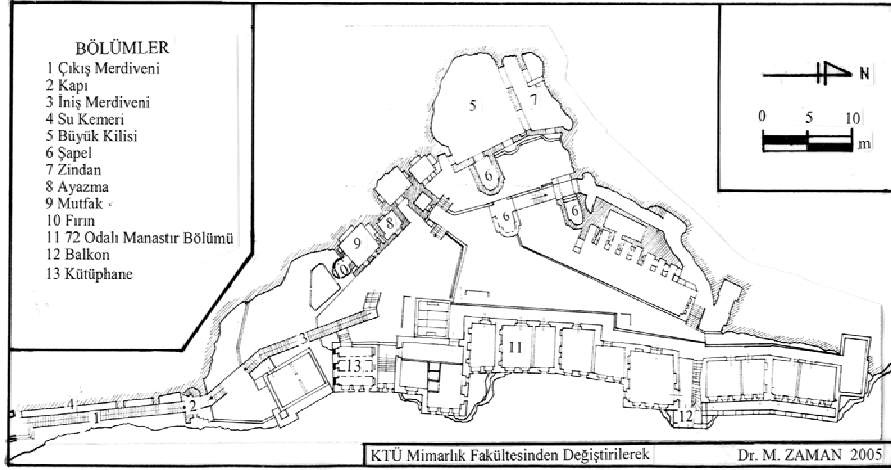 BÖLÜMLER
1 Çıkış Merdiveni
2 Kapı
3 İniş Merdiveni
4 Su Kemeri
5 Büyük Kilisi
6 Şapel
7 Zindan
8 Ayazma
9 Mutfak
10 Fırın
11 72 Odalı Manastır Bölümü
12 Balkon
13 Kütüphane
N
0 5 10
m
5
7
6
6
6
8
9
10
3
11
13
4
2
1
12
KTÜ Mimarlık Fakültesinden Değiştirilerek Dr. M. ZAMAN 2005